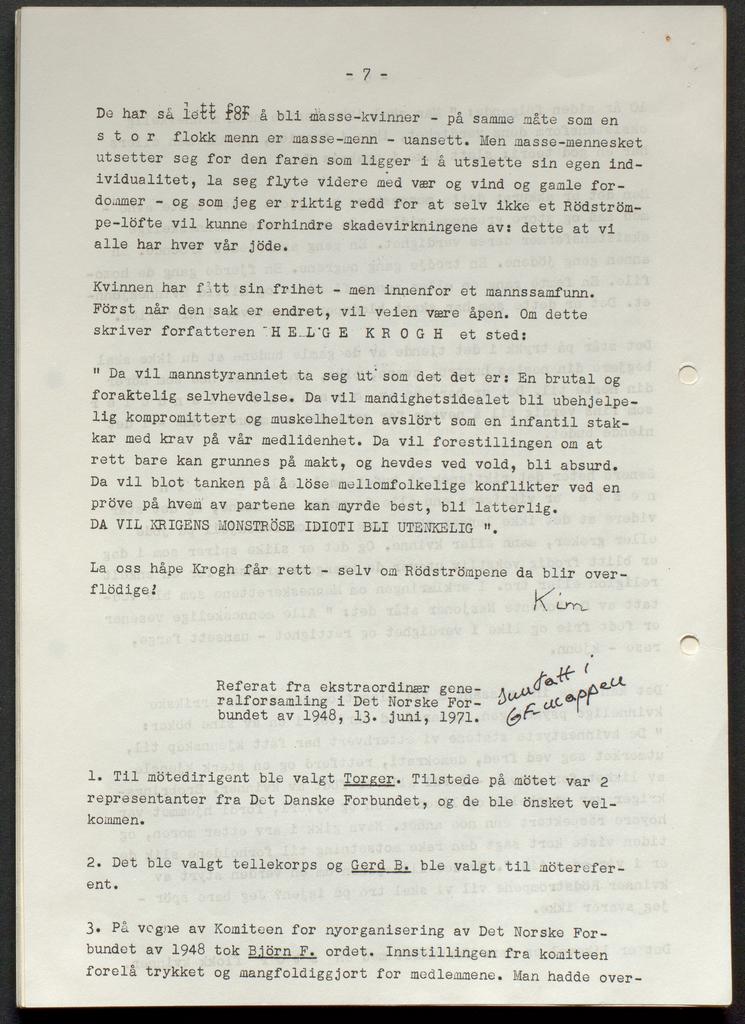 - 7 -
De har så lett for å bli masse-kvinner - på samme måte som en
s t o r  flokk menn er masse-menn - uansett. Men masse-mennesket
utsetter seg for den faren som ligger i å utslette sin egen ind-
ividualitet, la seg flyte videre med vær og vind og gamle for-
dommer - og som jeg er riktig redd for at selv ikke et Rödström-
pe-löfte vil kunne forhindre skadevirkningene av: dette at vi
alle har hver vår jöde.
Kvinnen har fått sin frihet - men innenfor et mannssamfunn.
Först når den sak er endret, vil veien være åpen. Om dette
skriver forfatteren H E L G E  K R O G H  et sted:
" Da vil mannstyranniet ta seg ut som det det er: En brutal og
foraktelig selvhevdelse. Da vil mandighetsidealet bli ubehjelpe-
lig kompromittert og muskelhelten avslört som en infantil stak-
kar med krav på vår medlidenhet. Da vil forestillingen om at
rett bare kan grunnes på makt, og hevdes ved vold, bli absurd.
Da vil blot tanken på å löse mellomfolkelige konflikter ved en
pröve på hvem av partene kan myrde best, bli latterlig.
DA VIL KRIGENS MONSTRÖSE IDIOTI BLI UTENKELIG ".
La oss håpe Krogh får rett - selv om Rödströmpene da blir over-
flödige!
Kim
Referat fra ekstraordinær gene-
ralforsamling i Det Norske For-
bundet av 1948, 13. juni, 1971.
inntatt i
GF-mappen
1. Til mötedirigent ble valgt Torger. Tilstede på mötet var 2
representanter fra Det Danske Forbundet, og de ble önsket vel-
kommen.
2. Det ble valgt tellekorps og Gerd B. ble valgt til möterefer-
ent.
3. På vegne av Komiteen for nyorganisering av Det Norske For-
bundet av 1948 tok Björn F. ordet. Innstillingen fra komiteen
forelå trykket og mangfoldiggjort for medlemmene. Man hadde over-